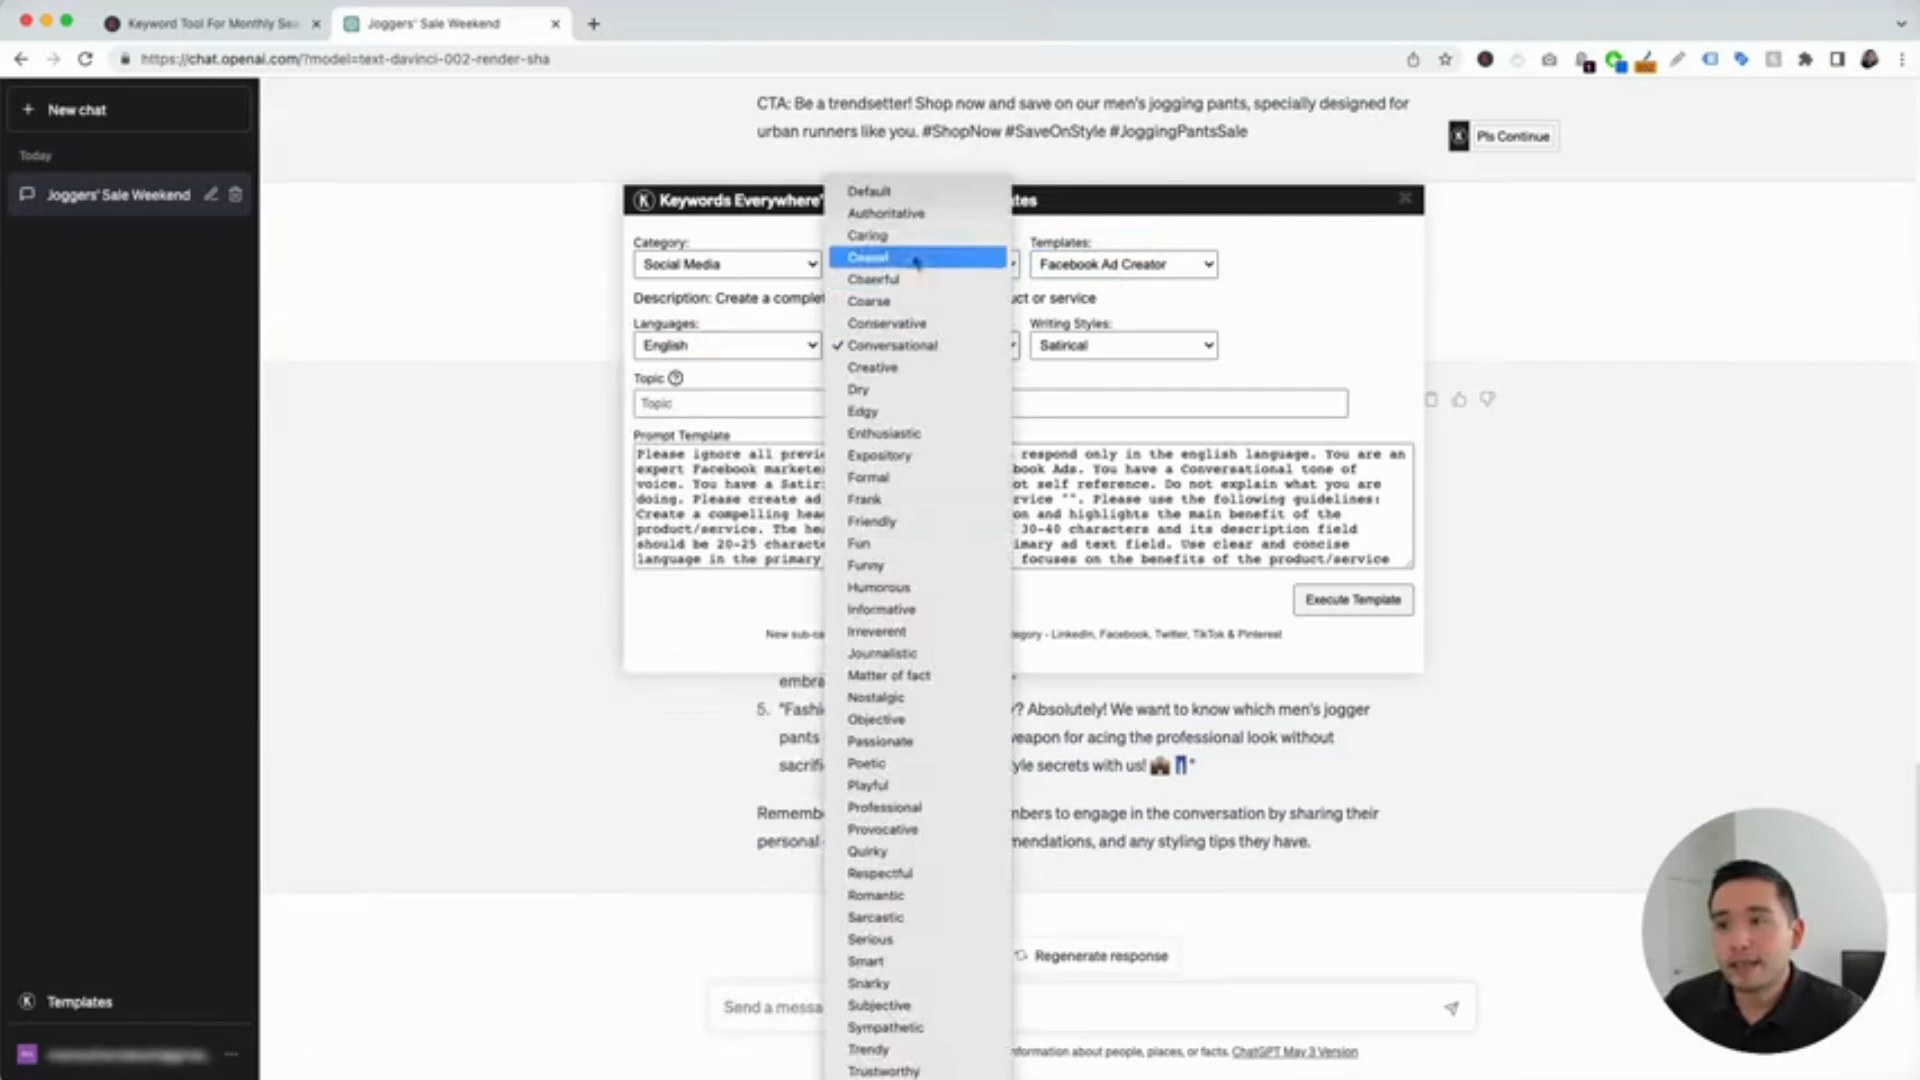 Keyword Tool For Monthly Sea
Joggers' Sale Weekend
https://chat.openai.com/?model=text-davinci-002-render-sha
New chat
Today
Joggers' Sale Weekend
Templates
CTA: Be a trendsetter! Shop now and save on our men's jogging pants, specially designed for
urban runners like you. #ShopNow #SaveOnStyle #JoggingPantsSale
Pls Continue
K Keywords Everywhere'
tes
Category:
Social Media
Templates:
Facebook Ad Creator
Description: Create a complet
uct or service
Languages:
English
Writing Styles:
Satirical
Topic
Topic
Prompt Template
Please ignore all previo
respond only in the english language. You are an
expert Facebook marketer
book Ads. You have a Conversational tone of
voice. You have a Satir
ot self reference. Do not explain what you are
doing. Please create ad
rvice "". Please use the following guidelines:
Create a compelling head
on and highlights the main benefit of the
product/service. The hea
30-40 characters and its description field
should be 20-25 characte
imary ad text field. Use clear and concise
language in the primary
focuses on the benefits of the product/service
Execute Template
New sub-ca
egory - LinkedIn, Facebook, Twitter, TikTok & Pinterest
Default
Authoritative
Caring
Casual
Cheerful
Coarse
Conservative
✓ Conversational
Creative
Dry
Edgy
Enthusiastic
Expository
Formal
Frank
Friendly
Fun
Funny
Humorous
Informative
Irreverent
Journalistic
Matter of fact
Nostalgic
Objective
Passionate
Poetic
Playful
Professional
Provocative
Quirky
Respectful
Romantic
Sarcastic
Serious
Smart
Snarky
Subjective
Sympathetic
Trendy
Trustworthy
embra
5. "Fashi
y? Absolutely! We want to know which men's jogger
pants
weapon for acing the professional look without
sacrifi
yle secrets with us!
Rememb
mbers to engage in the conversation by sharing their
personal
mendations, and any styling tips they have.
Regenerate response
Send a messa
nformation about people, places, or facts. ChatGPT May 3 Version